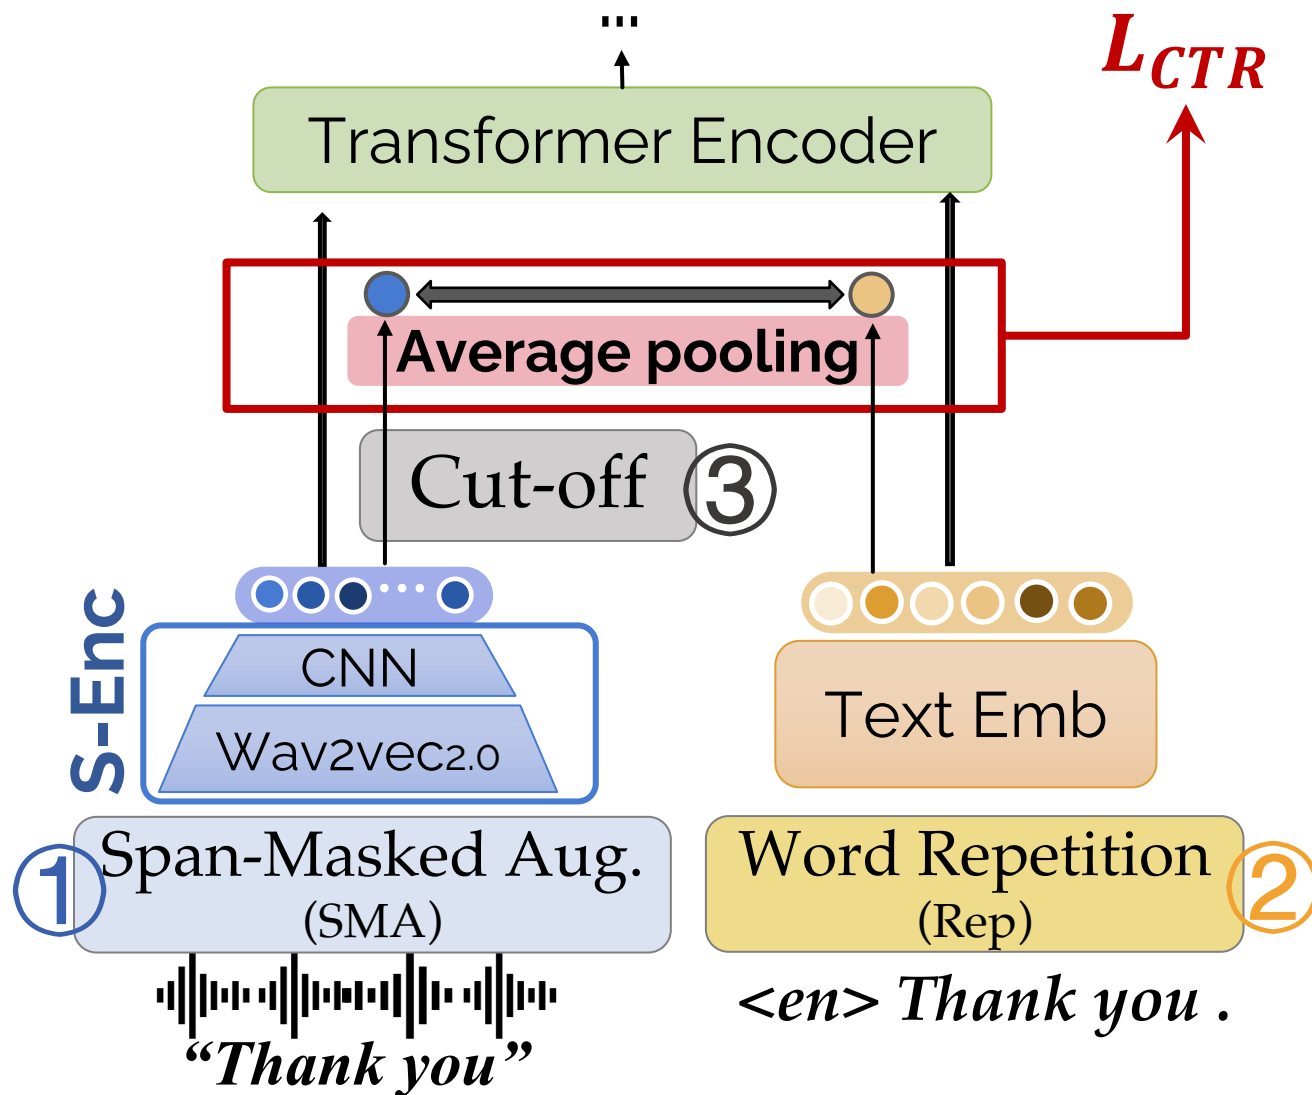 ...
L_CTR
Transformer Encoder
Average pooling
Cut-off ③
S-Enc
CNN
Wav2vec2.0
Text Emb
① Span-Masked Aug.
(SMA)
Word Repetition ②
(Rep)
<en> Thank you .
“Thank you”